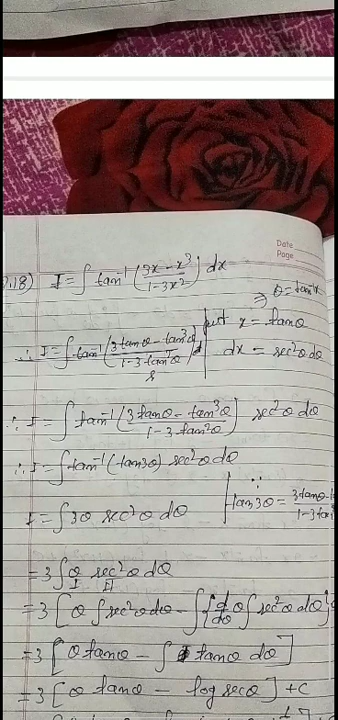 Date
Page
Q.18) I = ∫ tan⁻¹ (3x - x³ / 1-3x²) dx
⇒ θ = tan⁻¹x
put x = tanθ
∴ I = ∫ tan⁻¹ (3tanθ - tan³θ / 1-3tan²θ) d
dx = sec²θ dθ
∴ I = ∫ tan⁻¹ (3tanθ - tan³θ / 1-3tan²θ) sec²θ dθ
∴ I = ∫ tan⁻¹ (tan3θ) sec²θ dθ
∵ tan3θ = 3tanθ - / 1-3tan²
I = ∫ 3θ sec²θ dθ
= 3 ∫ θ sec²θ dθ
I II
= 3 [θ ∫ sec²θ dθ - ∫ {d/dθ θ ∫ sec²θ dθ}
= 3 [θ tanθ - ∫ tanθ dθ]
= 3 [θ tanθ - log secθ] + c